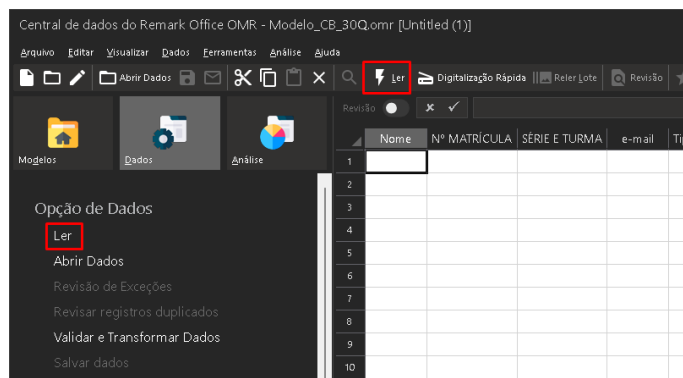 Central de dados do Remark Office OMR - Modelo_CB_30Q.omr [Untitled (1)]
Arquivo Editar Visualizar Dados Ferramentas Análise Ajuda
Abrir Dados Ler Digitalização Rápida Reler Lote Revisão
Revisão
Modelos Dados Análise
Nome Nº MATRÍCULA SÉRIE E TURMA e-mail
1
2
3
4
5
6
7
8
9
10
Opção de Dados
Ler
Abrir Dados
Revisão de Exceções
Revisar registros duplicados
Validar e Transformar Dados
Salvar dados